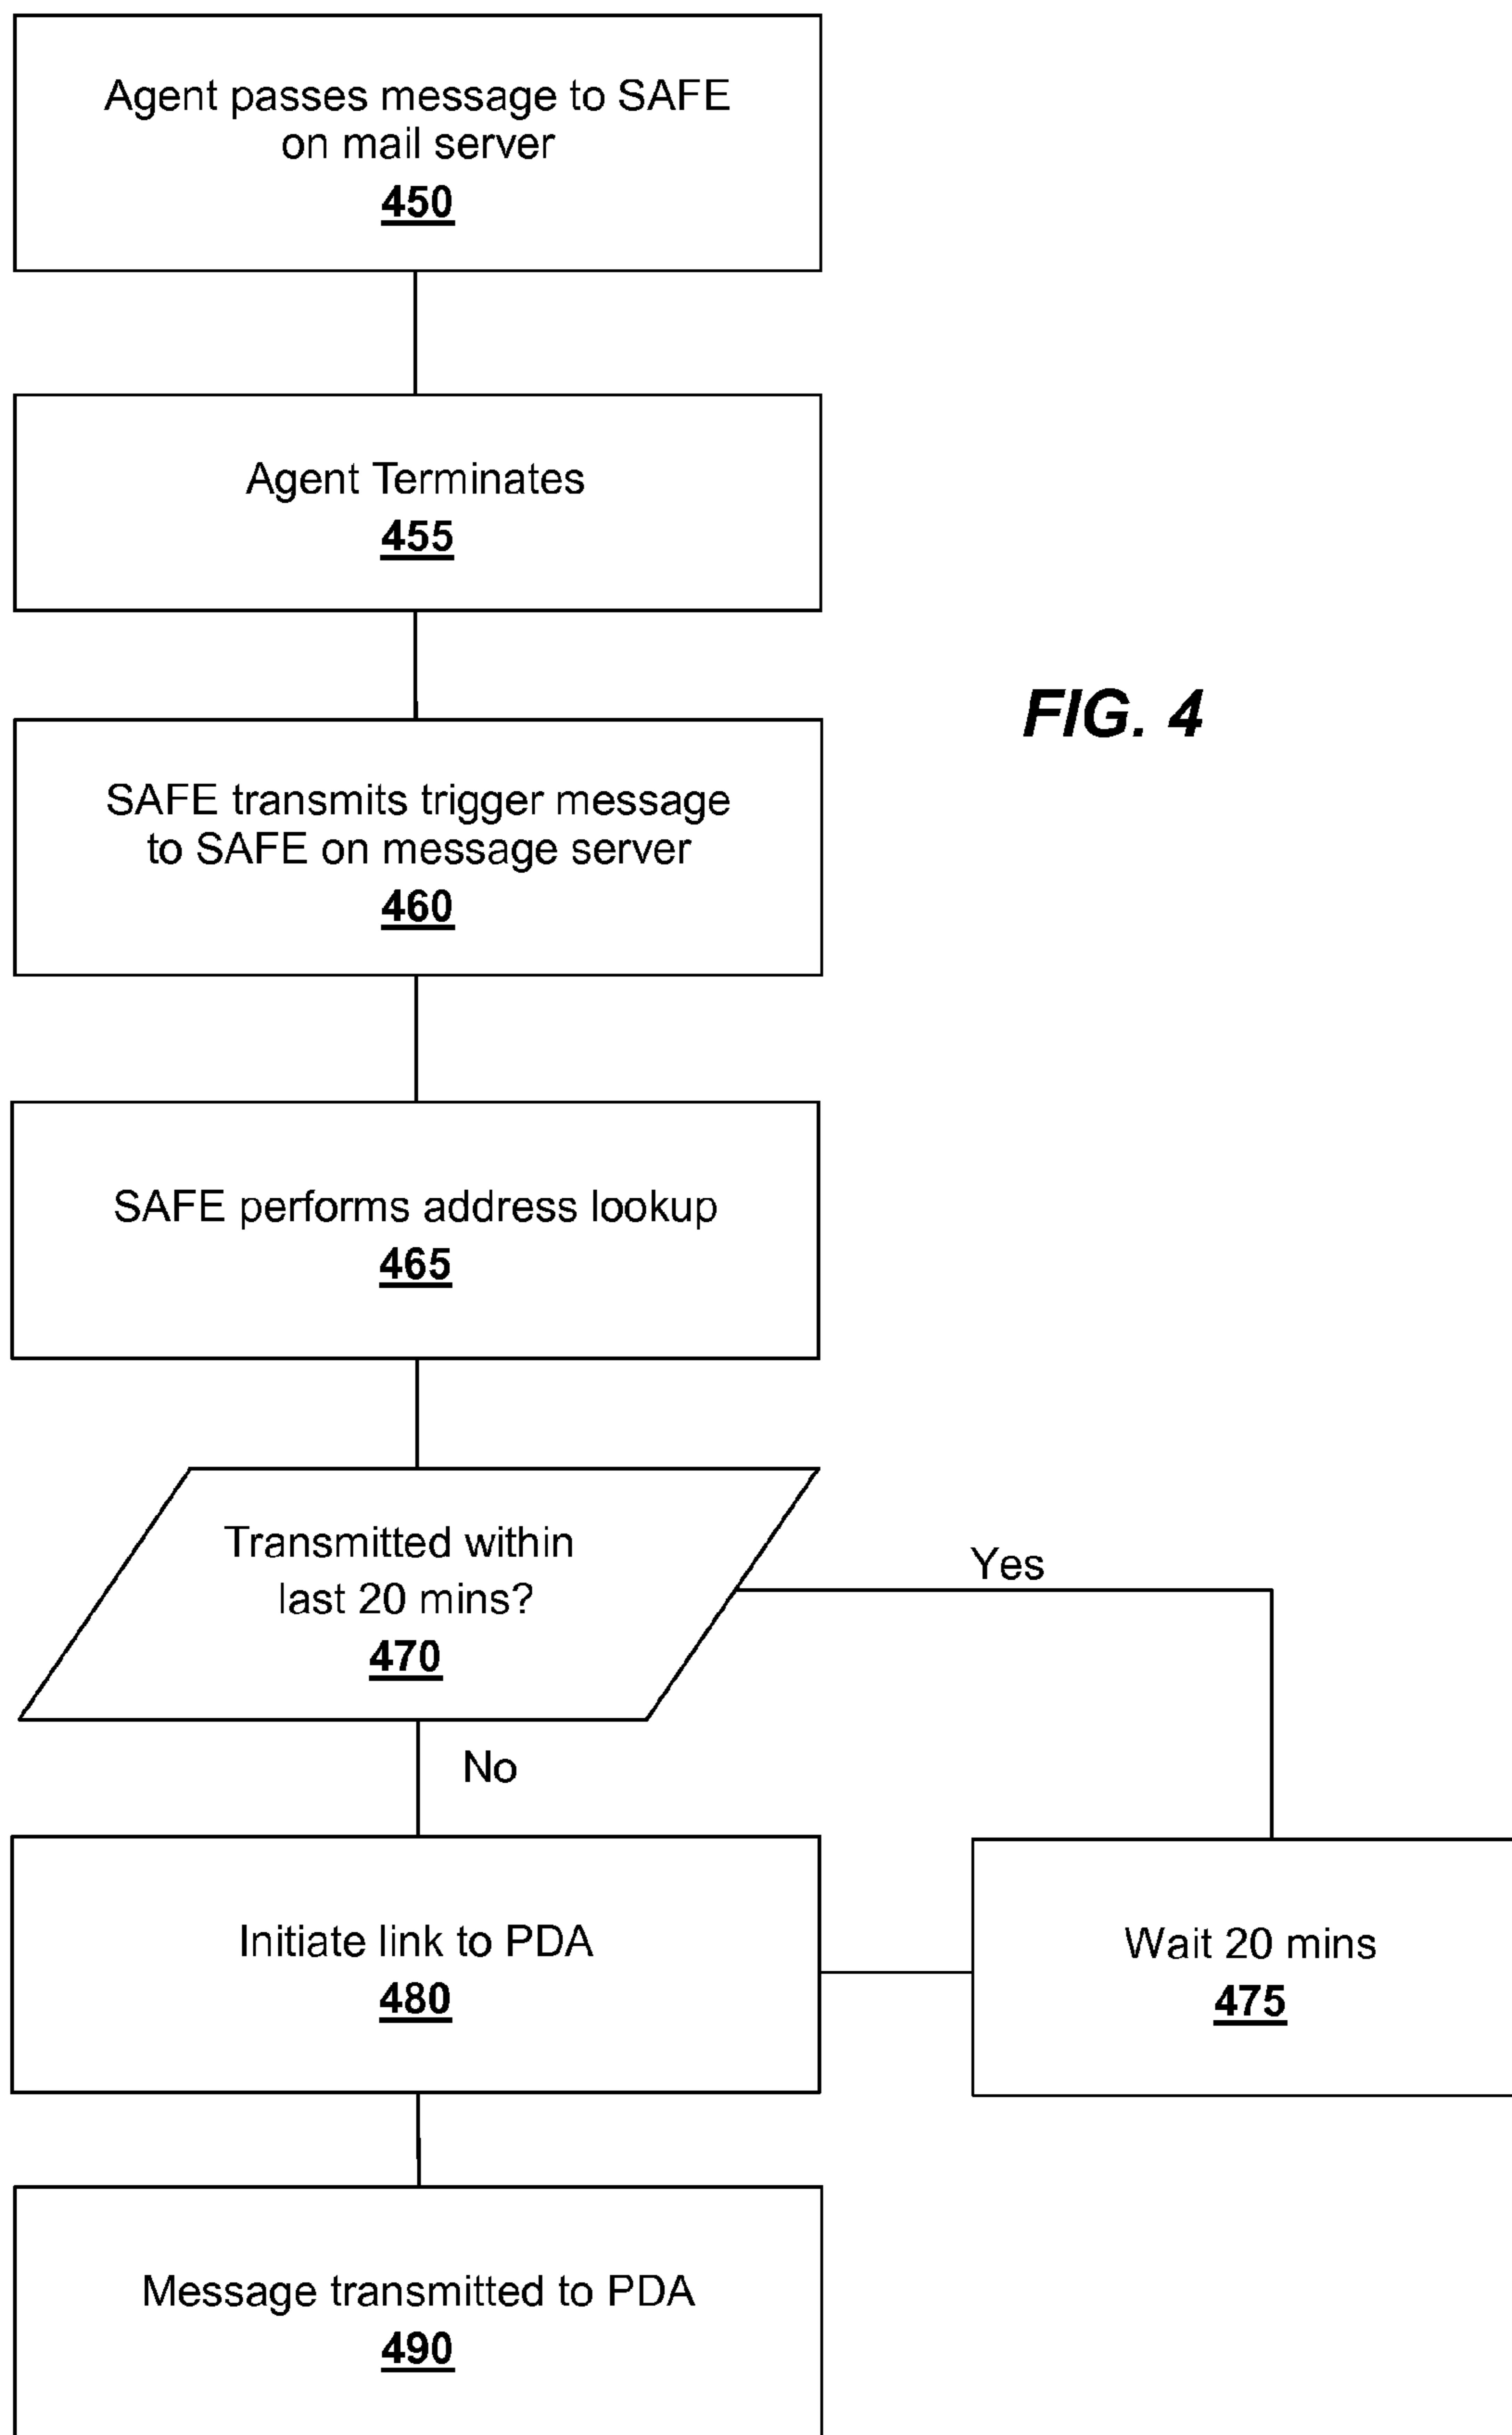 Agent passes message to SAFE
on mail server
450
Agent Terminates
455
FIG. 4
SAFE transmits trigger message
to SAFE on message server
460
SAFE performs address lookup
465
Transmitted within
last 20 mins?
470
Yes
No
Initiate link to PDA
480
Wait 20 mins
475
Message transmitted to PDA
490